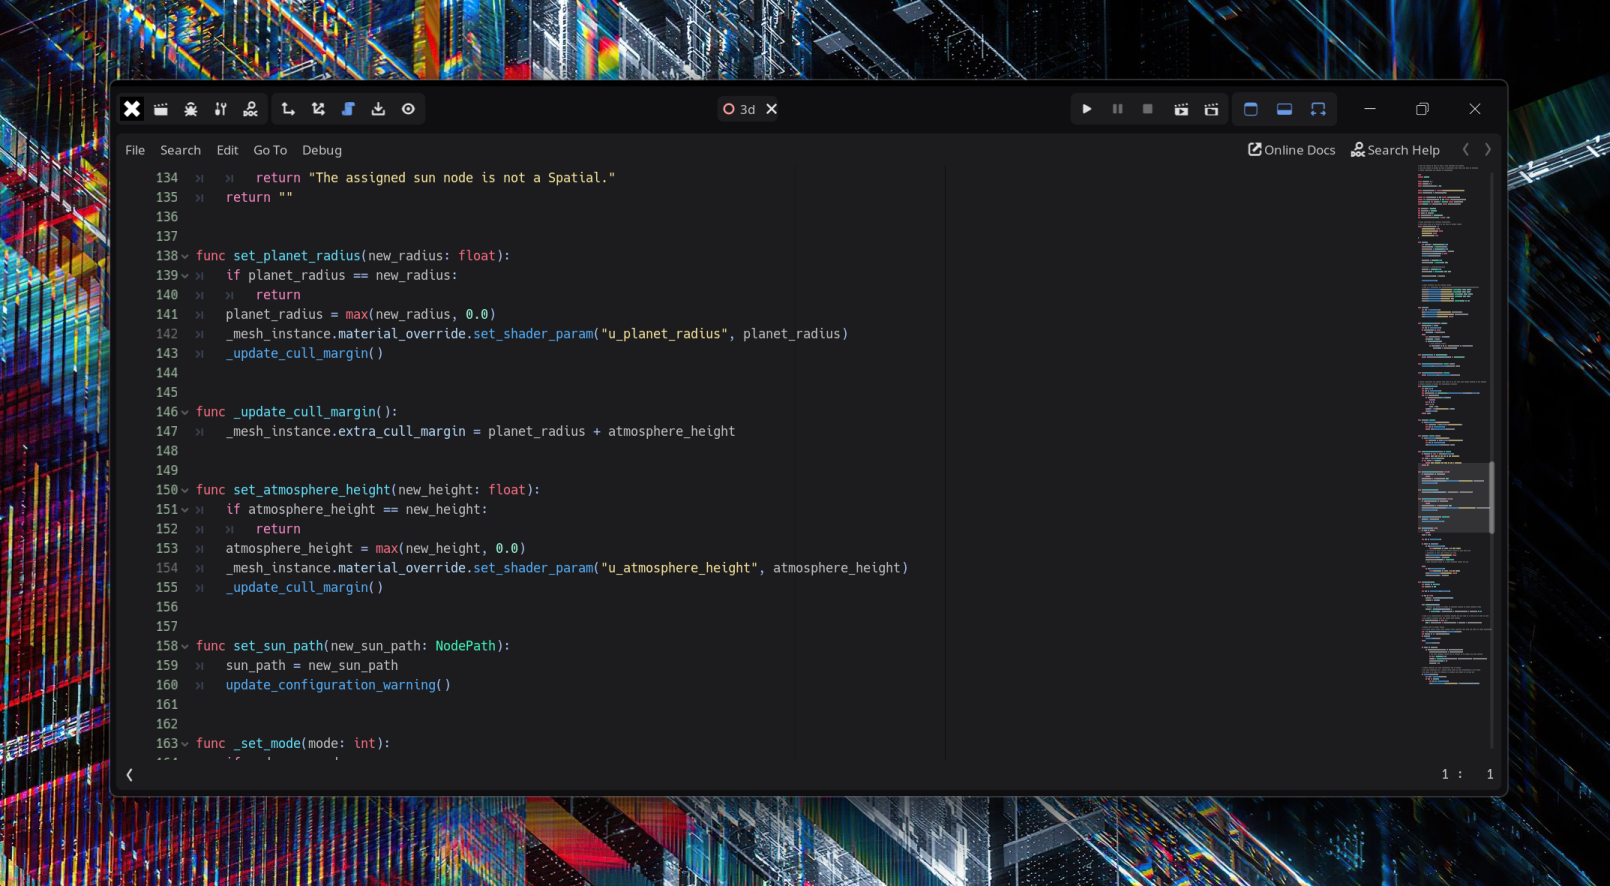 3d
File Search Edit Go To Debug Online Docs DOC Search Help
134 return "The assigned sun node is not a Spatial."
135 return ""
136
137
138 func set_planet_radius(new_radius: float):
139 if planet_radius == new_radius:
140 return
141 planet_radius = max(new_radius, 0.0)
142 _mesh_instance.material_override.set_shader_param("u_planet_radius", planet_radius)
143 _update_cull_margin()
144
145
146 func _update_cull_margin():
147 _mesh_instance.extra_cull_margin = planet_radius + atmosphere_height
148
149
150 func set_atmosphere_height(new_height: float):
151 if atmosphere_height == new_height:
152 return
153 atmosphere_height = max(new_height, 0.0)
154 _mesh_instance.material_override.set_shader_param("u_atmosphere_height", atmosphere_height)
155 _update_cull_margin()
156
157
158 func set_sun_path(new_sun_path: NodePath):
159 sun_path = new_sun_path
160 update_configuration_warning()
161
162
163 func _set_mode(mode: int):
1 : 1